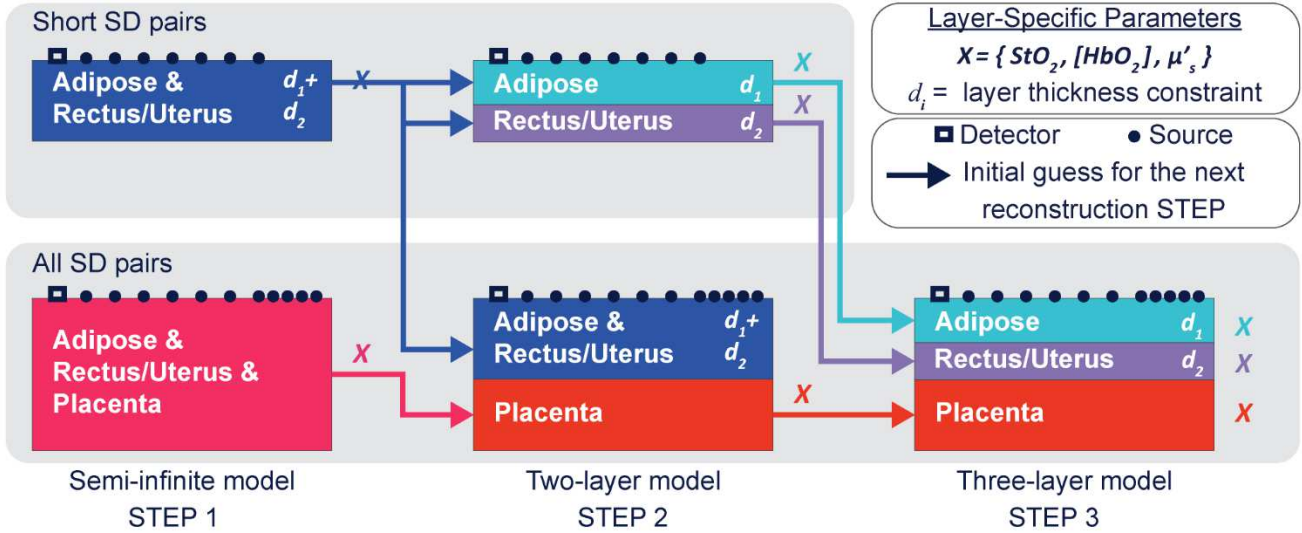 Short SD pairs
Adipose &
Rectus/Uterus
d₁+
d₂
X
Adipose d₁
Rectus/Uterus d₂
X
X
Layer-Specific Parameters
X = { StO₂, [HbO₂], μ'ₛ }
dᵢ = layer thickness constraint
Detector Source
Initial guess for the next
reconstruction STEP
All SD pairs
Adipose &
Rectus/Uterus &
Placenta
X
Adipose &
Rectus/Uterus
d₁+
d₂
Placenta
X
Adipose d₁
Rectus/Uterus d₂
Placenta
X
X
X
Semi-infinite model
STEP 1
Two-layer model
STEP 2
Three-layer model
STEP 3